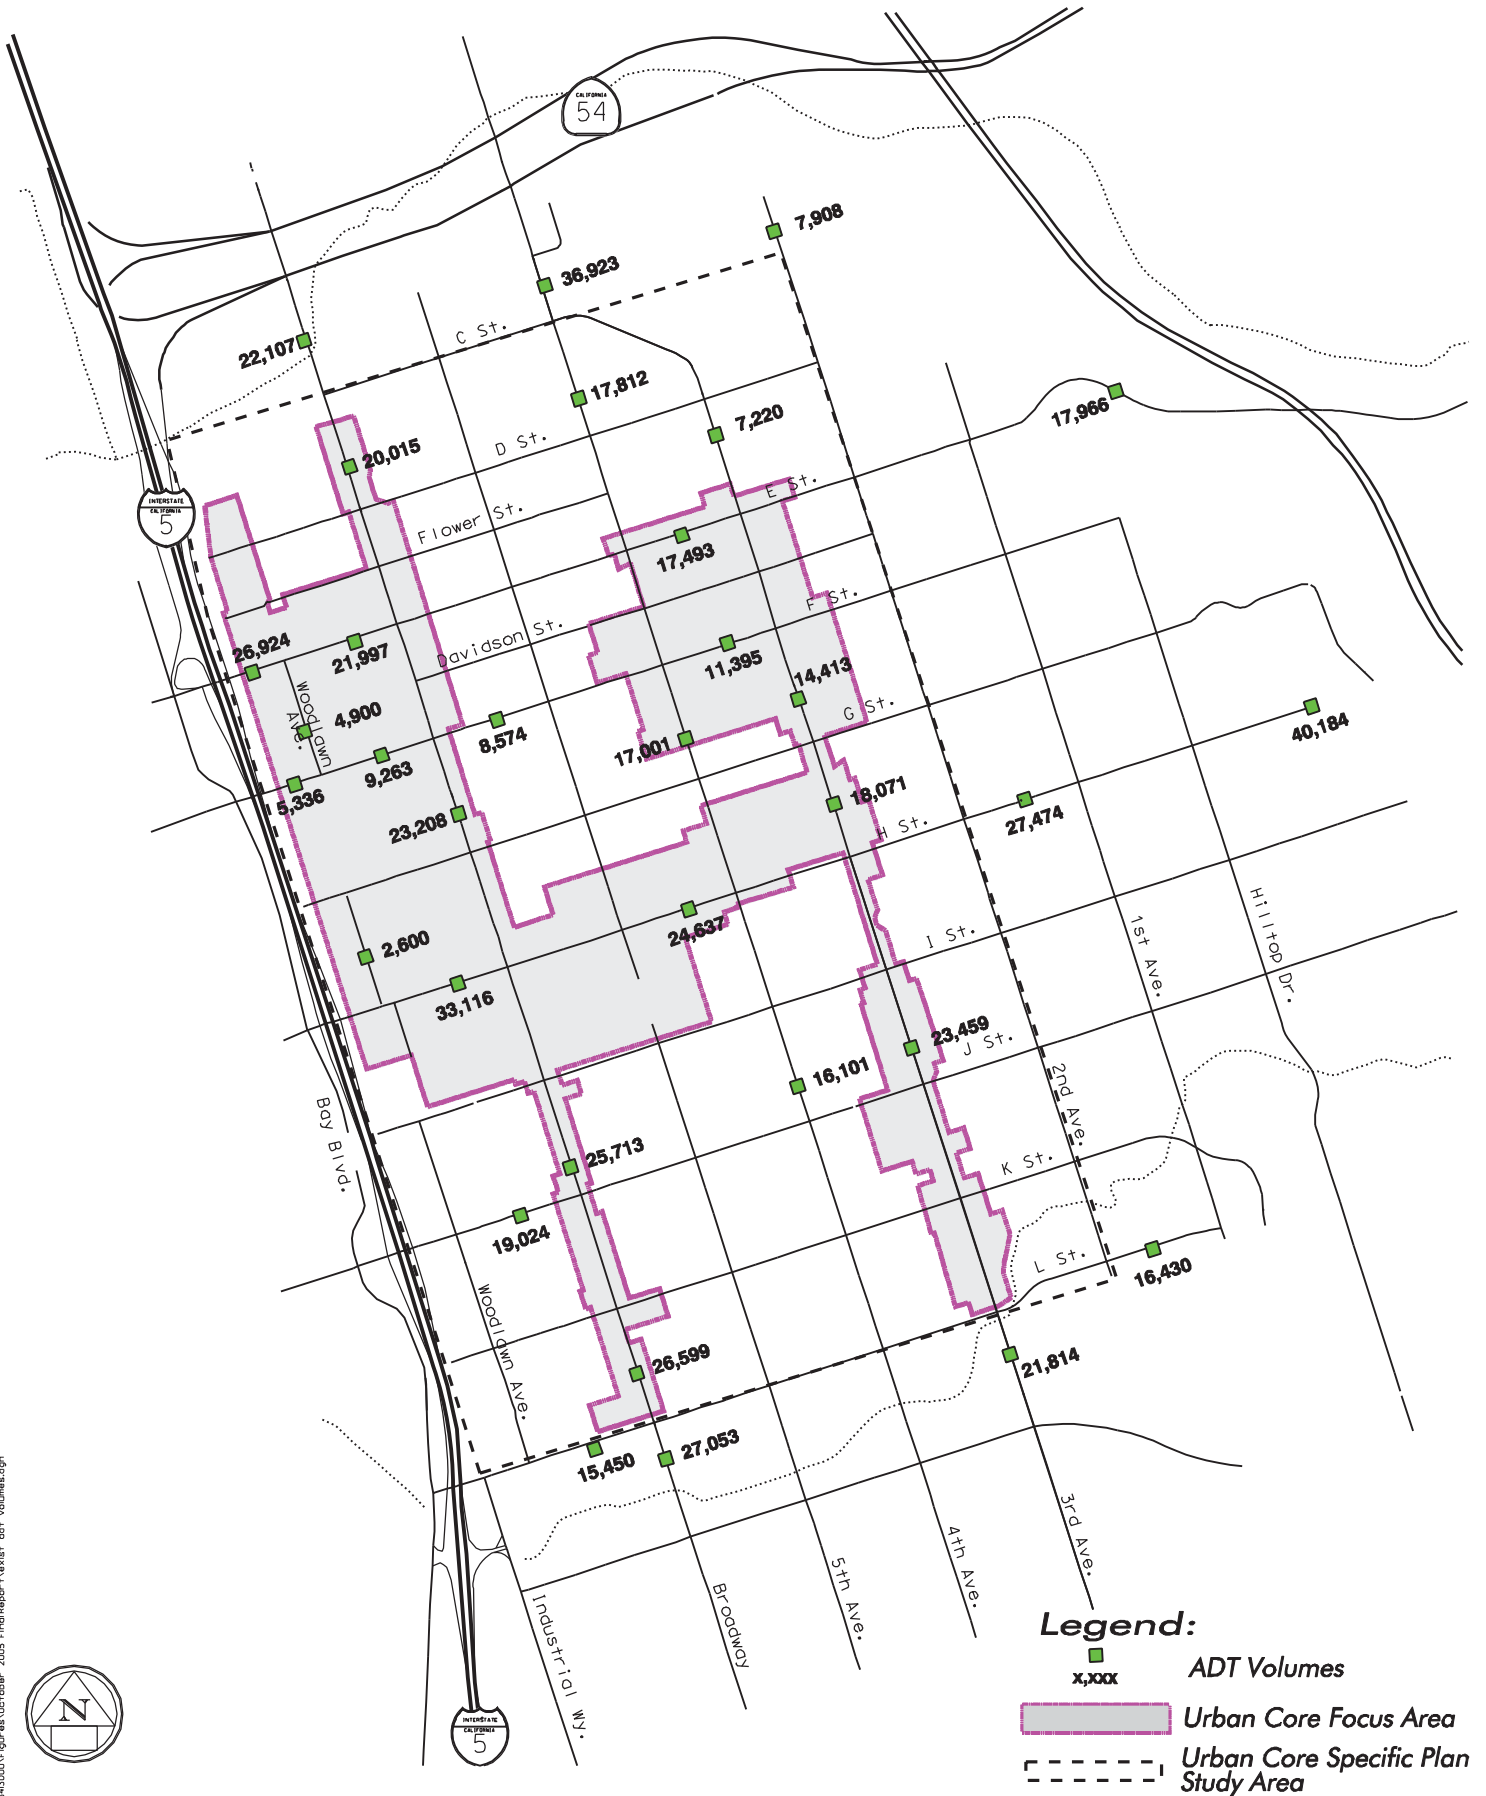 CALIFORNIA
54
7,908
36,923
C St.
22,107
17,812
17,966
7,220
D St.
20,015
E St.
INTERSTATE
CALIFORNIA
5
Flower St.
17,493
F St.
Davidson St.
26,924
21,997
11,395
14,413
Woodlawn
Ave.
4,900
G St.
8,574
17,001
40,184
9,263
5,336
18,071
23,208
H St.
27,474
Hilltop Dr.
24,637
I St.
1st Ave.
2,600
33,116
23,459
J St.
16,101
2nd Ave.
Bay Blvd.
25,713
K St.
19,024
L St.
16,430
Woodlawn Ave.
26,599
21,814
27,053
15,450
3rd Ave.
4th Ave.
5th Ave.
Broadway
Industrial Wy.
INTERSTATE
CALIFORNIA
5
N
Legend:
x,xxx
ADT Volumes
Urban Core Focus Area
Urban Core Specific Plan
Study Area